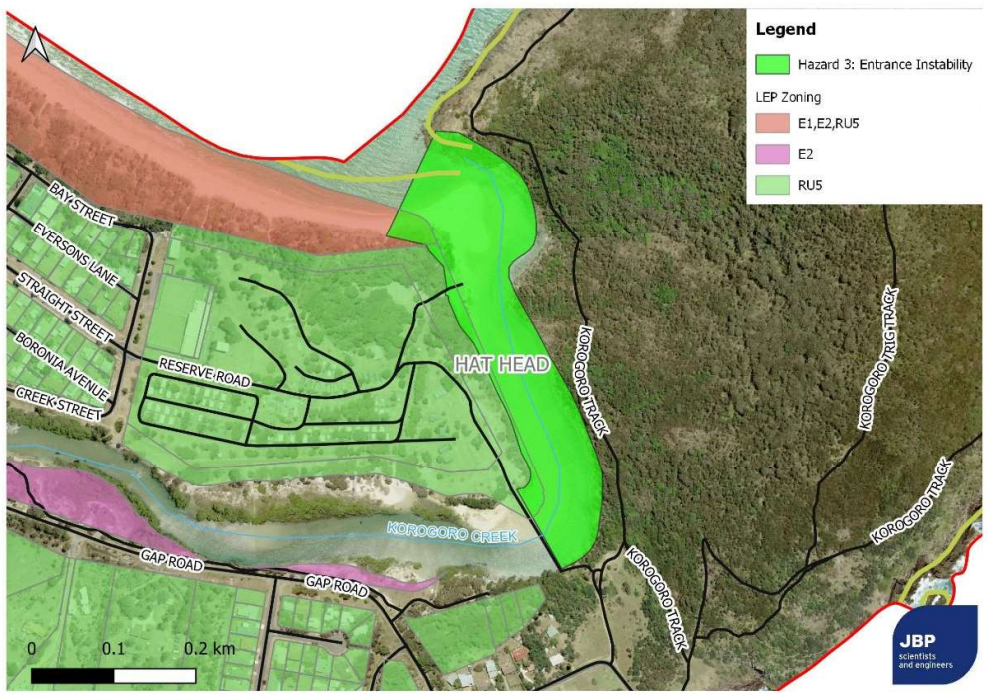 Legend
Hazard 3: Entrance Instability
LEP Zoning
E1,E2,RU5
E2
RU5
BAY STREET
EVERSONS LANE
STRAIGHT STREET
BORONIA AVENUE
CREEK STREET
RESERVE ROAD
HAT HEAD
KOROGORO TRACK
KOROGORO TRIG TRACK
KOROGORO TRACK
KOROGORO CREEK
GAP ROAD
GAP ROAD
KOROGORO TRACK
0 0.1 0.2 km
JBP
scientists
and engineers